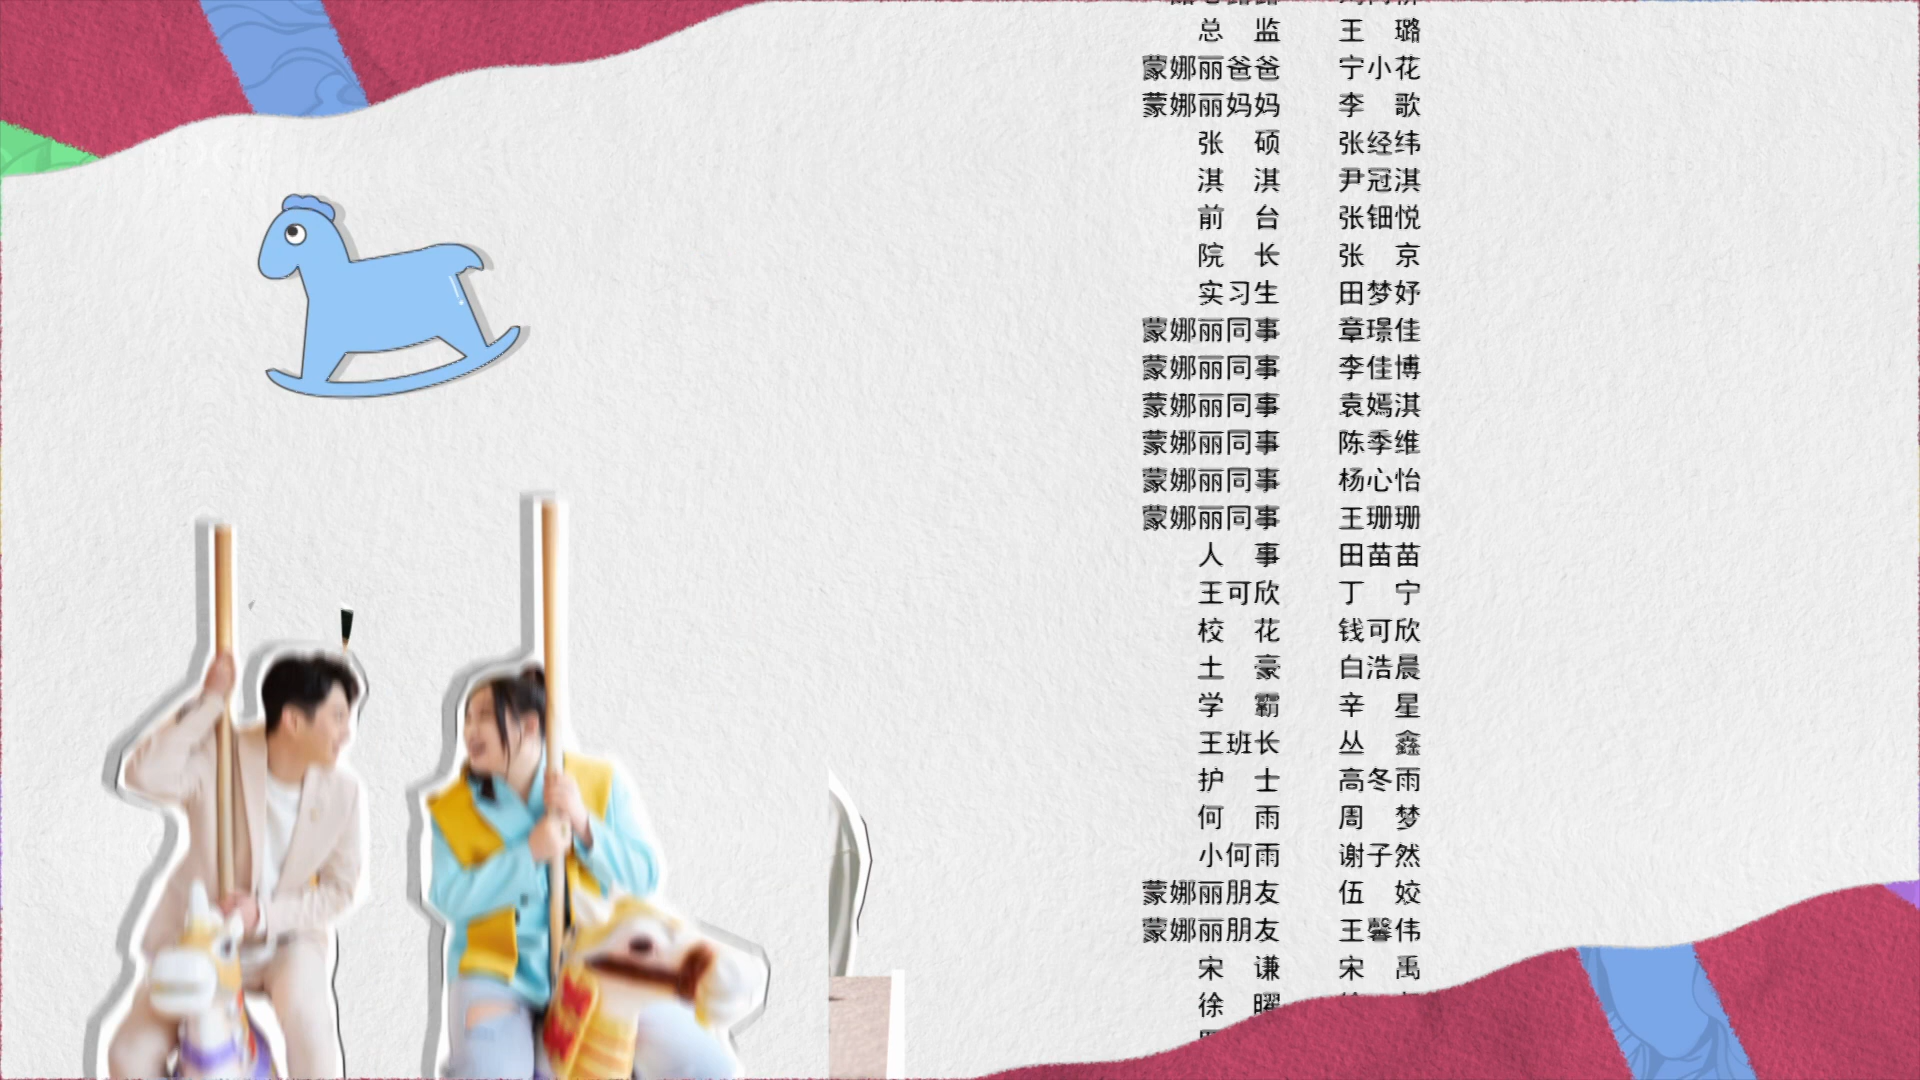 总 监 王 璐
蒙娜丽爸爸 宁小花
蒙娜丽妈妈 李 歌
张 硕 张经纬
淇 淇 尹冠淇
前 台 张钿悦
院 长 张 京
实习生 田梦妤
蒙娜丽同事 章璟佳
蒙娜丽同事 李佳博
蒙娜丽同事 袁嫣淇
蒙娜丽同事 陈季维
蒙娜丽同事 杨心怡
蒙娜丽同事 王珊珊
人 事 田苗苗
王可欣 丁 宁
校 花 钱可欣
土 豪 白浩晨
学 霸 辛 星
王班长 丛 鑫
护 士 高冬雨
何 雨 周 梦
小何雨 谢子然
蒙娜丽朋友 伍 姣
蒙娜丽朋友 王馨伟
宋 谦 宋 禹
徐 曜